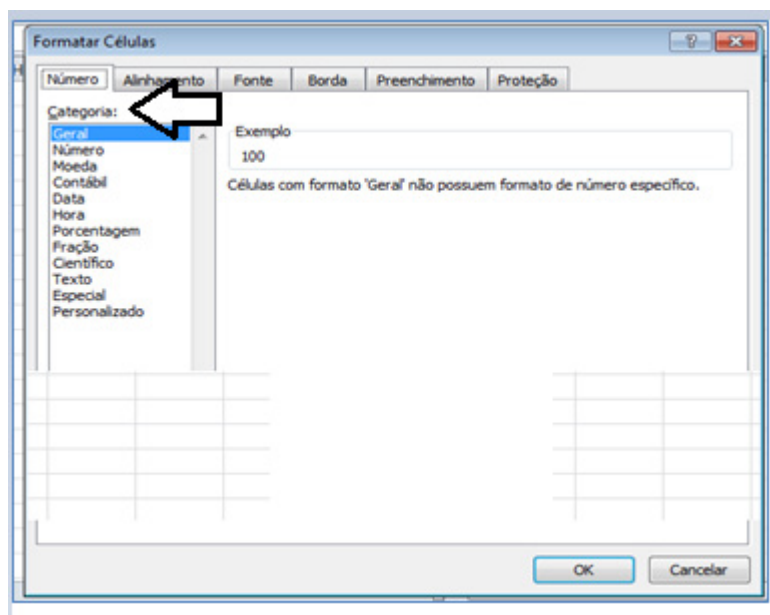 Formatar Células
Número Alinhamento Fonte Borda Preenchimento Proteção
Categoria:
Geral
Número
Moeda
Contábil
Data
Hora
Porcentagem
Fração
Científico
Texto
Especial
Personalizado
Exemplo
100
Células com formato 'Geral' não possuem formato de número específico.
OK Cancelar